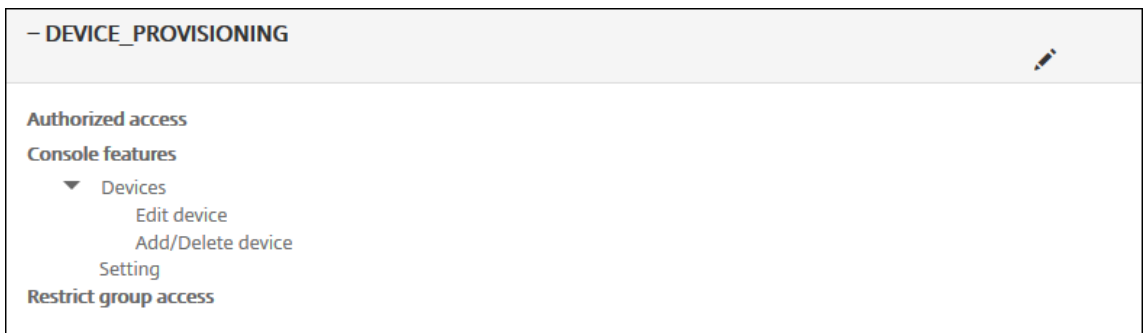 – DEVICE_PROVISIONING
Authorized access
Console features
Devices
Edit device
Add/Delete device
Setting
Restrict group access